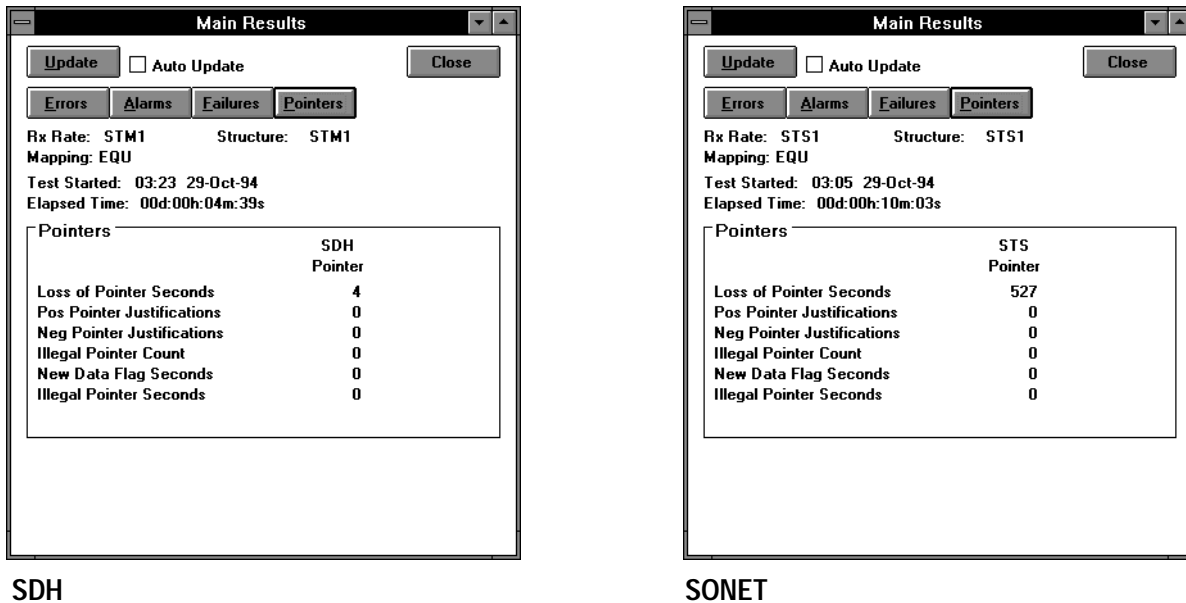 Main Results
Update Auto Update Close
Errors Alarms Failures Pointers
Rx Rate: STM1 Structure: STM1
Mapping: EQU
Test Started: 03:23 29-Oct-94
Elapsed Time: 00d:00h:04m:39s
Pointers
SDH
Pointer
Loss of Pointer Seconds 4
Pos Pointer Justifications 0
Neg Pointer Justifications 0
Illegal Pointer Count 0
New Data Flag Seconds 0
Illegal Pointer Seconds 0
SDH
Main Results
Update Auto Update Close
Errors Alarms Failures Pointers
Rx Rate: STS1 Structure: STS1
Mapping: EQU
Test Started: 03:05 29-Oct-94
Elapsed Time: 00d:00h:10m:03s
Pointers
STS
Pointer
Loss of Pointer Seconds 527
Pos Pointer Justifications 0
Neg Pointer Justifications 0
Illegal Pointer Count 0
New Data Flag Seconds 0
Illegal Pointer Seconds 0
SONET